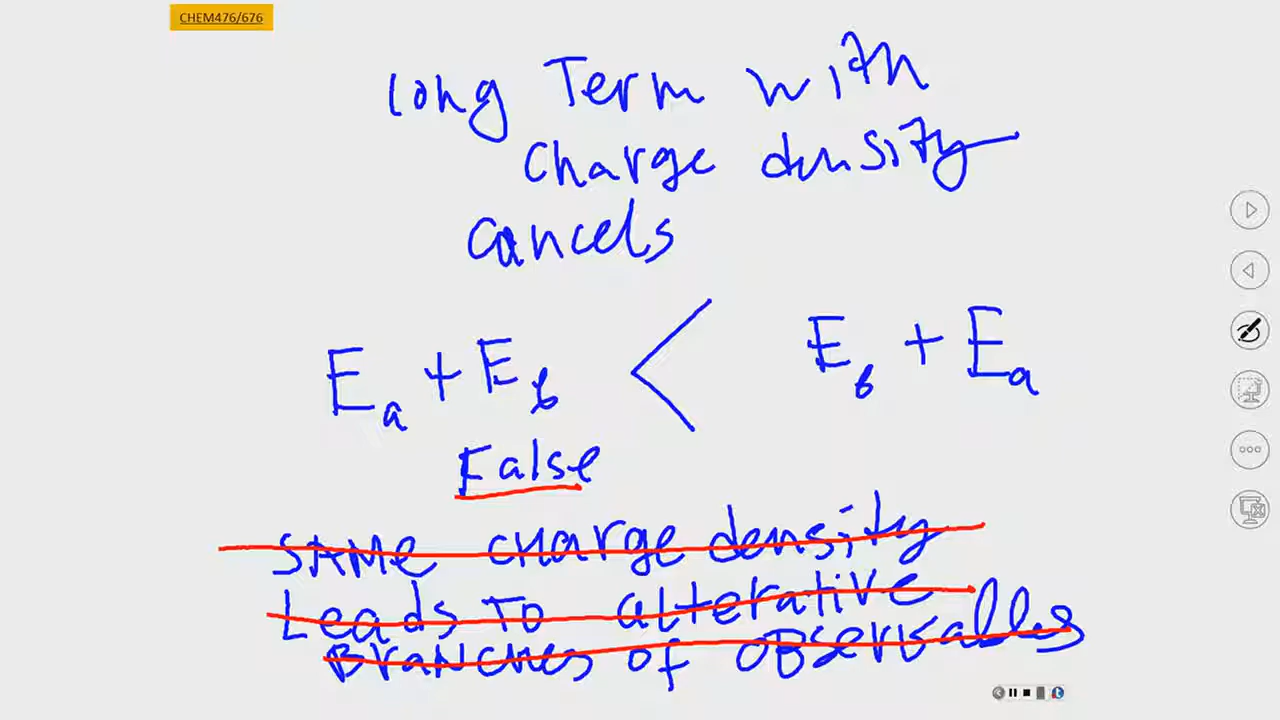 CHEM476/676
Long Term with
charge density
cancels
Ea + Eb < Eb + Ea
False
SAME charge density
Leads To alterative
Branches of observables